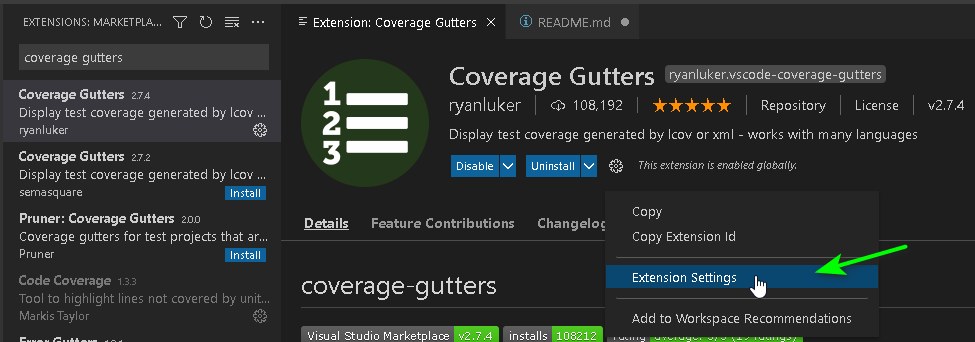 EXTENSIONS: MARKETPLA...
coverage gutters
Coverage Gutters 2.7.4
Display test coverage generated by lcov ...
ryanluker
Coverage Gutters 2.7.2
Display test coverage generated by lcov ...
semasquare Install
Pruner: Coverage Gutters 2.0.0
Coverage gutters for test projects that ar...
Pruner Install
Code Coverage 1.3.3
Tool to highlight lines not covered by unit...
Markis Taylor
Extension: Coverage Gutters
README.md
1
2
3
Coverage Gutters ryanluker.vscode-coverage-gutters
ryanluker 108,192 Repository License v2.7.4
Display test coverage generated by lcov or xml - works with many languages
Disable Uninstall This extension is enabled globally.
Details Feature Contributions Changelog
Copy
Copy Extension Id
Extension Settings
Add to Workspace Recommendations
coverage-gutters
Visual Studio Marketplace v2.7.4 installs 108212